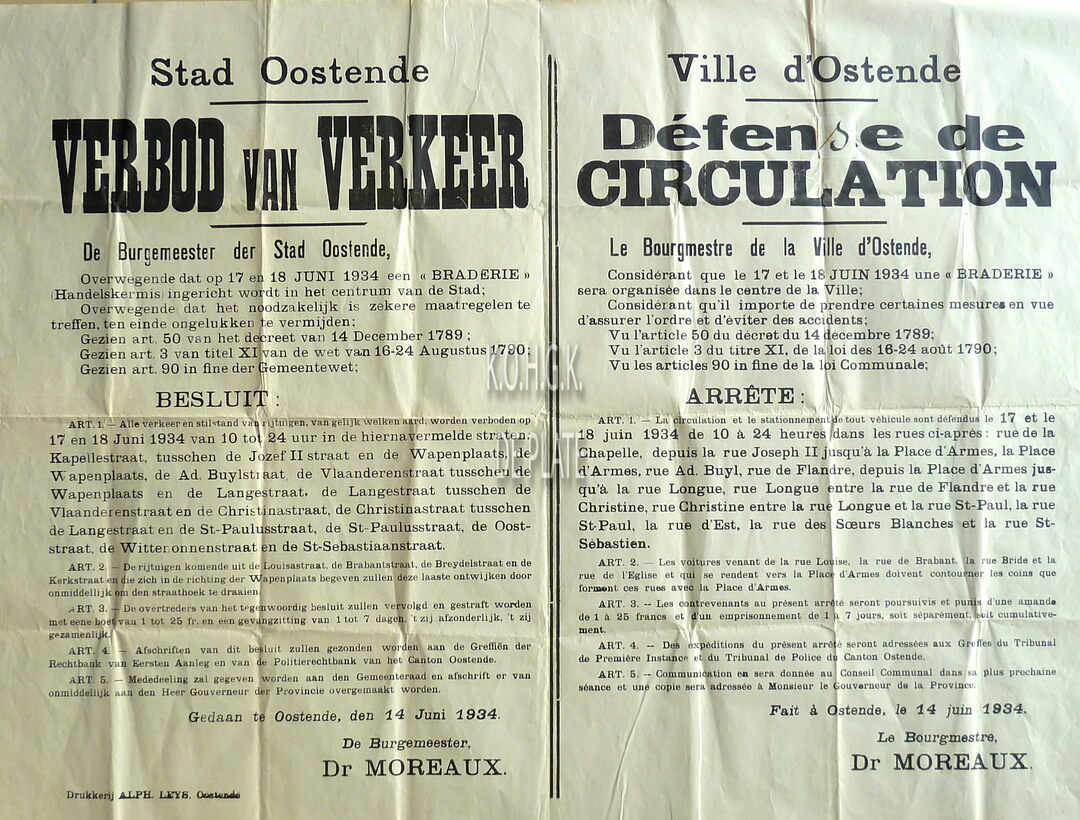 Stad Oostende
VERBOD VAN VERKEER
De Burgemeester der Stad Oostende,
Overwegende dat op 17 en 18 JUNI 1934 een « BRADERIE »
(Handelskermis) ingericht wordt in het centrum van de Stad;
Overwegende dat het noodzakelijk is zekere maatregelen te
treffen, ten einde ongelukken te vermijden;
Gezien art. 50 van het decreet van 14 December 1789;
Gezien art. 3 van titel XI van de wet van 16-24 Augustus 1790;
Gezien art. 90 in fine der Gemeentewet;
BESLUIT :
ART. 1. — Alle verkeer en stilstand van rijtuigen, van gelijk welken aard, worden verboden op
17 en 18 Juni 1934 van 10 tot 24 uur in de hiernavermelde straten:
Kapellestraat, tusschen de Jozef II straat en de Wapenplaats, de
Wapenplaats, de Ad. Buylstraat, de Vlaanderenstraat tusschen de
Wapenplaats en de Langestraat, de Langestraat tusschen de
Vlaanderenstraat en de Christinastraat, de Christinastraat tusschen
de Langestraat en de St-Paulusstraat, de St-Paulusstraat, de Oost-
straat, de Witte onnenstraat en de St-Sebastiaanstraat.
ART. 2. — De rijtuigen komende uit de Louisastraat, de Brabantstraat, de Breydelstraat en de
Kerkstraat en die zich in de richting der Wapenplaats begeven zullen deze laaste ontwijken door
onmiddellijk om den straathoek te draaien.
ART. 3. — De overtreders van het tegenwoordig besluit zullen vervolgd en gestraft worden
met eene boet van 1 tot 25 fr. en een gevangzitting van 1 tot 7 dagen, 't zij afzonderlijk, 't zij
gezamenlijk.
ART. 4. — Afschriften van dit besluit zullen gezonden worden aan de Greffiën der
Rechtbank van Eersten Aanleg en van de Politierechtbank van het Canton Oostende.
ART. 5. — Mededeeling zal gegeven worden aan den Gemeenteraad en afschrift er van
onmiddelijk aan den Heer Gouverneur der Provincie overgemaakt worden.
Gedaan te Oostende, den 14 Juni 1934.
De Burgemeester,
Dr MOREAUX.
Drukkerij ALPH. LEYS, Oostende
Ville d'Ostende
Défense de
CIRCULATION
Le Bourgmestre de la Ville d'Ostende,
Considérant que le 17 et le 18 JUIN 1934 une « BRADERIE »
sera organisée dans le centre de la Ville;
Considérant qu'il importe de prendre certaines mesures en vue
d'assurer l'ordre et d'éviter des accidents;
Vu l'article 50 du décret du 14 décembre 1789;
Vu l'article 3 du titre XI, de la loi des 16-24 août 1790;
Vu les articles 90 in fine de la loi Communale;
ARRÊTE :
ART. 1. — La circulation et le stationnement de tout véhicule sont défendus le 17 et le
18 juin 1934 de 10 à 24 heures dans les rues ci-après : rue de la
Chapelle, depuis la rue Joseph II jusqu'à la Place d'Armes, la Place
d'Armes, rue Ad. Buyl, rue de Flandre, depuis la Place d'Armes jus-
qu'à la rue Longue, rue Longue entre la rue de Flandre et la rue
Christine, rue Christine entre la rue Longue et la rue St-Paul, la rue
St-Paul, la rue d'Est, la rue des Sœurs Blanches et la rue St-
Sébastien.
ART. 2. — Les voitures venant de la rue Louise, la rue de Brabant, la rue Bride et la
rue de l'Eglise et qui se rendent vers la Place d'Armes doivent contourner les coins que
forment ces rues avec la Place d'Armes.
ART. 3. -- Les contrevenants au présent arrêté seront poursuivis et punis d'une amande
de 1 à 25 francs et d'un emprisonnement de 1 à 7 jours, soit séparément, soit cumulative-
ment.
ART. 4. -- Des expéditions du présent arrêté seront adressées aux Greffes du Tribunal
de Première Instance et du Tribunal de Police du Canton Ostende.
ART. 5. -- Communication en sera donnée au Conseil Communal dans sa plus prochaine
séance et une copie sera adressée à Monsieur le Gouverneur de la Province.
Fait à Ostende, le 14 juin 1934.
Le Bourgmestre,
Dr MOREAUX.
K.O.H.G.K.
DE PLATE